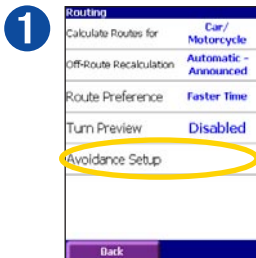 1
Routing
Calculate Routes for Car/
Motorcycle
Off-Route Recalculation Automatic -
Announced
Route Preference Faster Time
Turn Preview Disabled
Avoidance Setup
Back